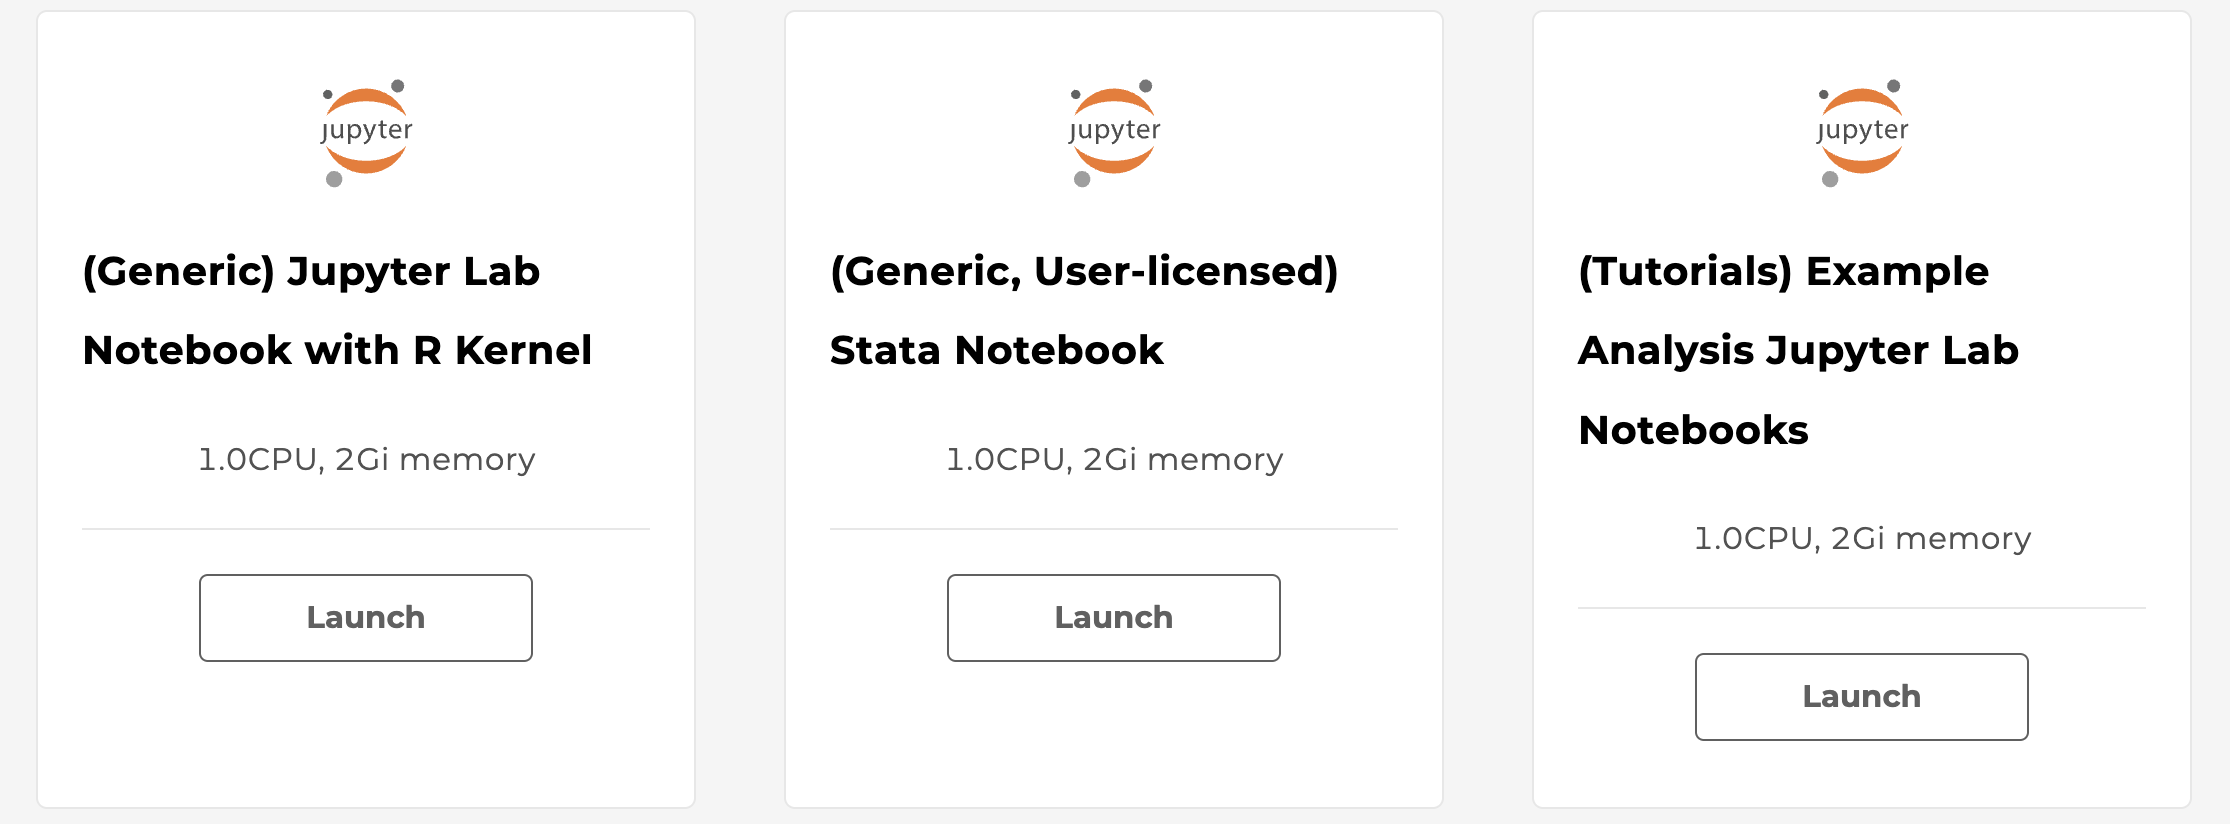 jupyter
(Generic) Jupyter Lab
Notebook with R Kernel
1.0CPU, 2Gi memory
Launch
jupyter
(Generic, User-licensed)
Stata Notebook
1.0CPU, 2Gi memory
Launch
jupyter
(Tutorials) Example
Analysis Jupyter Lab
Notebooks
1.0CPU, 2Gi memory
Launch